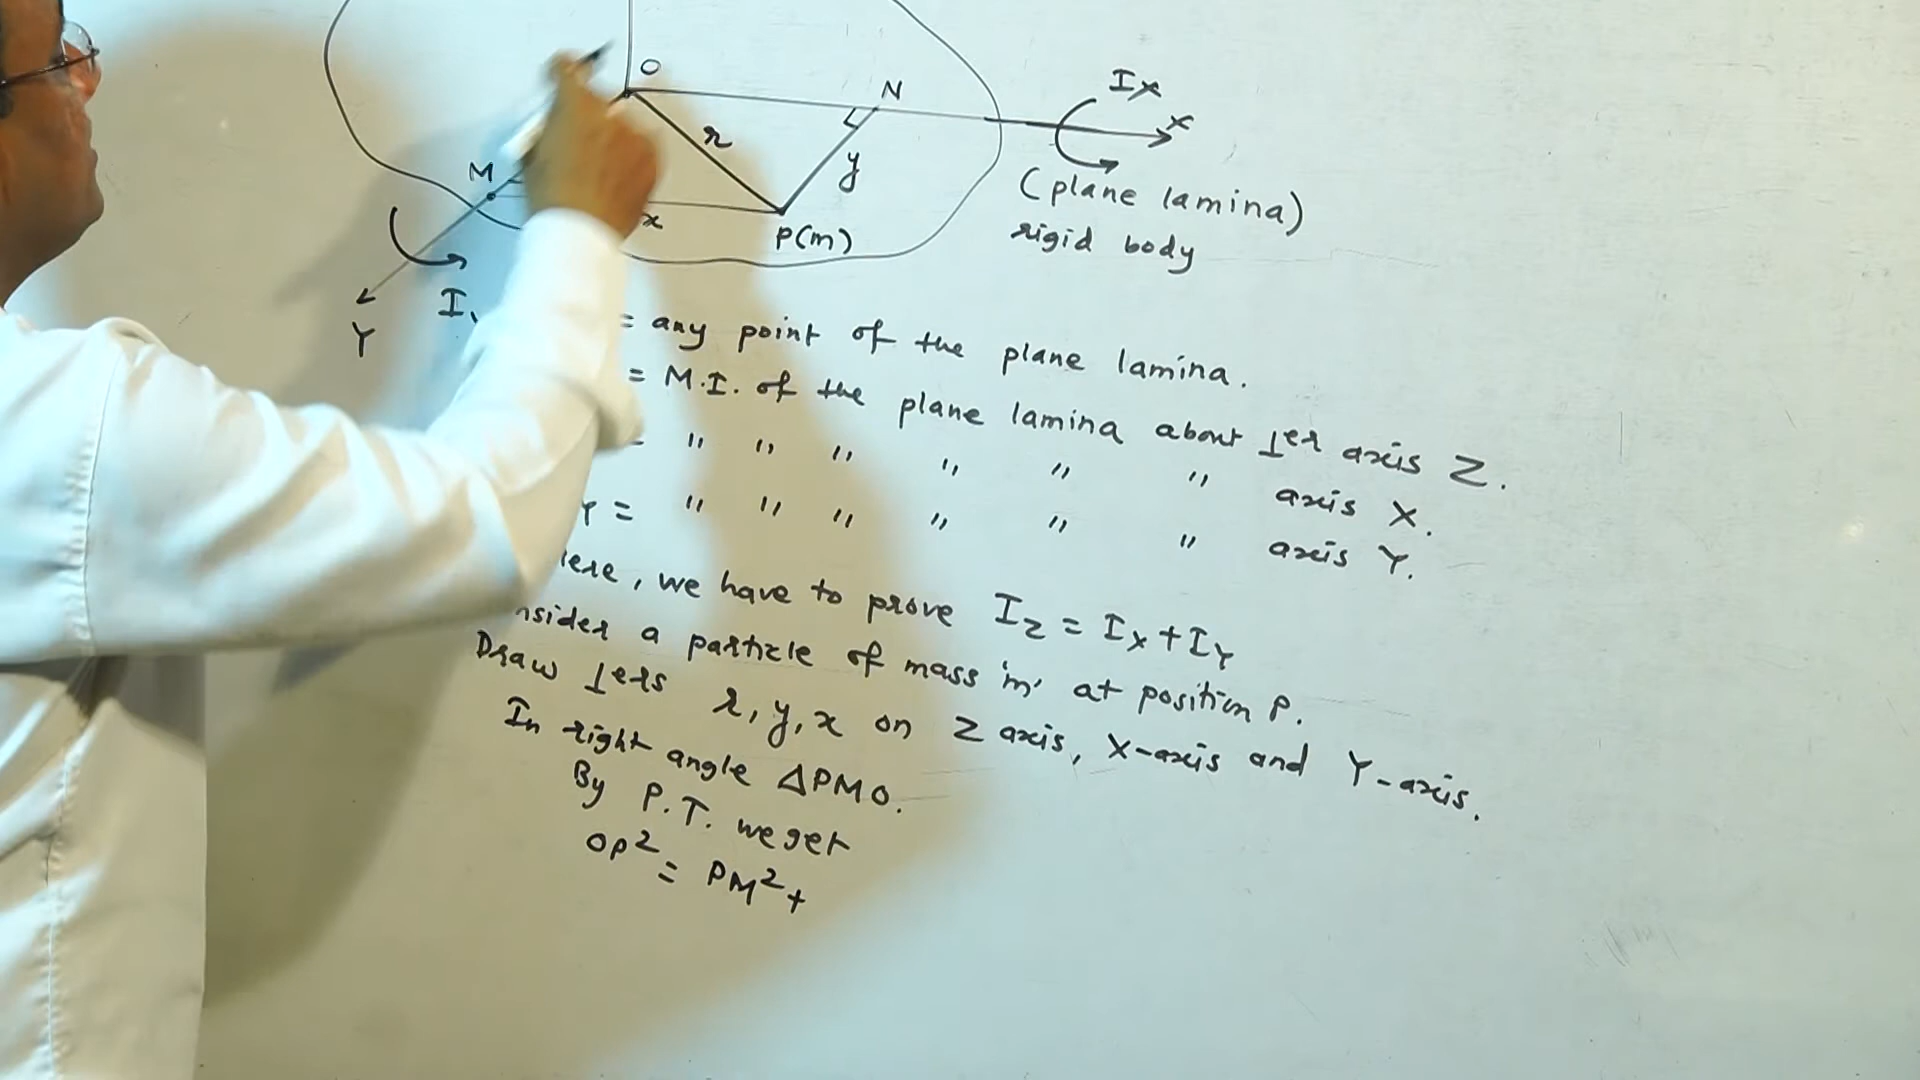 O
N
Ix
x
r
M
y
(plane lamina)
x
P(m)
rigid body
Y
= any point of the plane lamina.
= M.I. of the plane lamina about ⊥er axis Z.
= " " " " " " axis X.
Y = " " " " " " axis Y.
, we have to prove Iz = Ix + IY
a particle of mass 'm' at position P.
Draw ⊥ers r, y, x on Z axis, X-axis and Y-axis.
In right angle ΔPMO.
By P.T. we get
OP² = PM² +